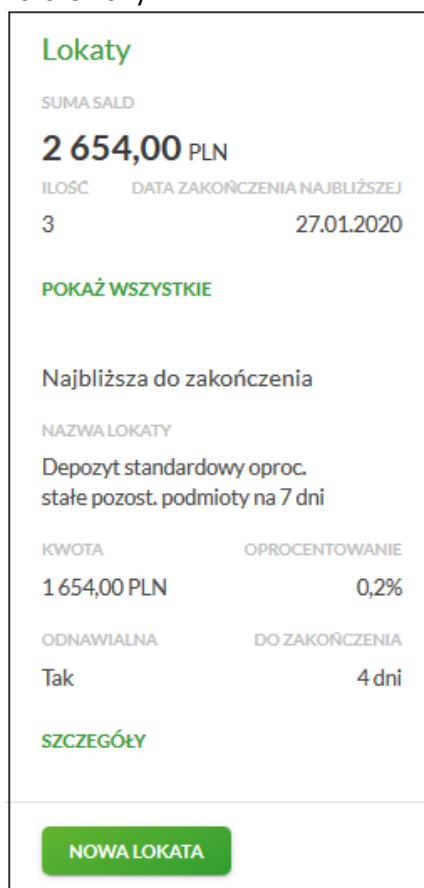 Lokaty
SUMA SALD
2 654,00 PLN
ILOŚĆ DATA ZAKOŃCZENIA NAJBLIŻSZEJ
3 27.01.2020
POKAŻ WSZYSTKIE
Najbliższa do zakończenia
NAZWA LOKATY
Depozyt standardowy oproc.
stałe pozost. podmioty na 7 dni
KWOTA OPROCENTOWANIE
1 654,00 PLN 0,2%
ODNAWIALNA DO ZAKOŃCZENIA
Tak 4 dni
SZCZEGÓŁY
NOWA LOKATA